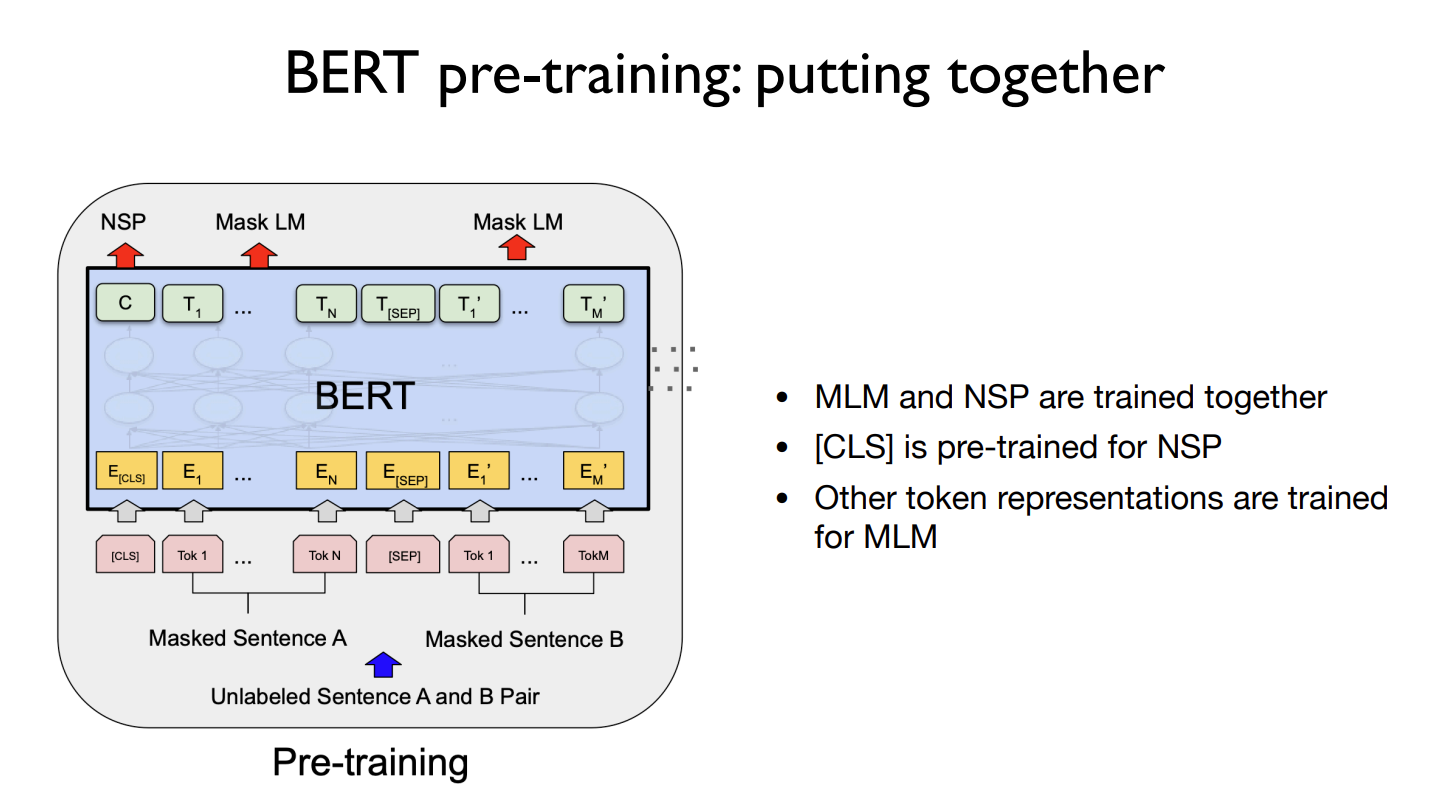 BERT pre-training: putting together
NSP Mask LM Mask LM
C T1 ... TN T[SEP] T1’ ... TM’
BERT
E[CLS] E1 ... EN E[SEP] E1’ ... EM’
[CLS] Tok 1 ... Tok N [SEP] Tok 1 ... TokM
Masked Sentence A Masked Sentence B
Unlabeled Sentence A and B Pair
Pre-training
• MLM and NSP are trained together
• [CLS] is pre-trained for NSP
• Other token representations are trained
for MLM